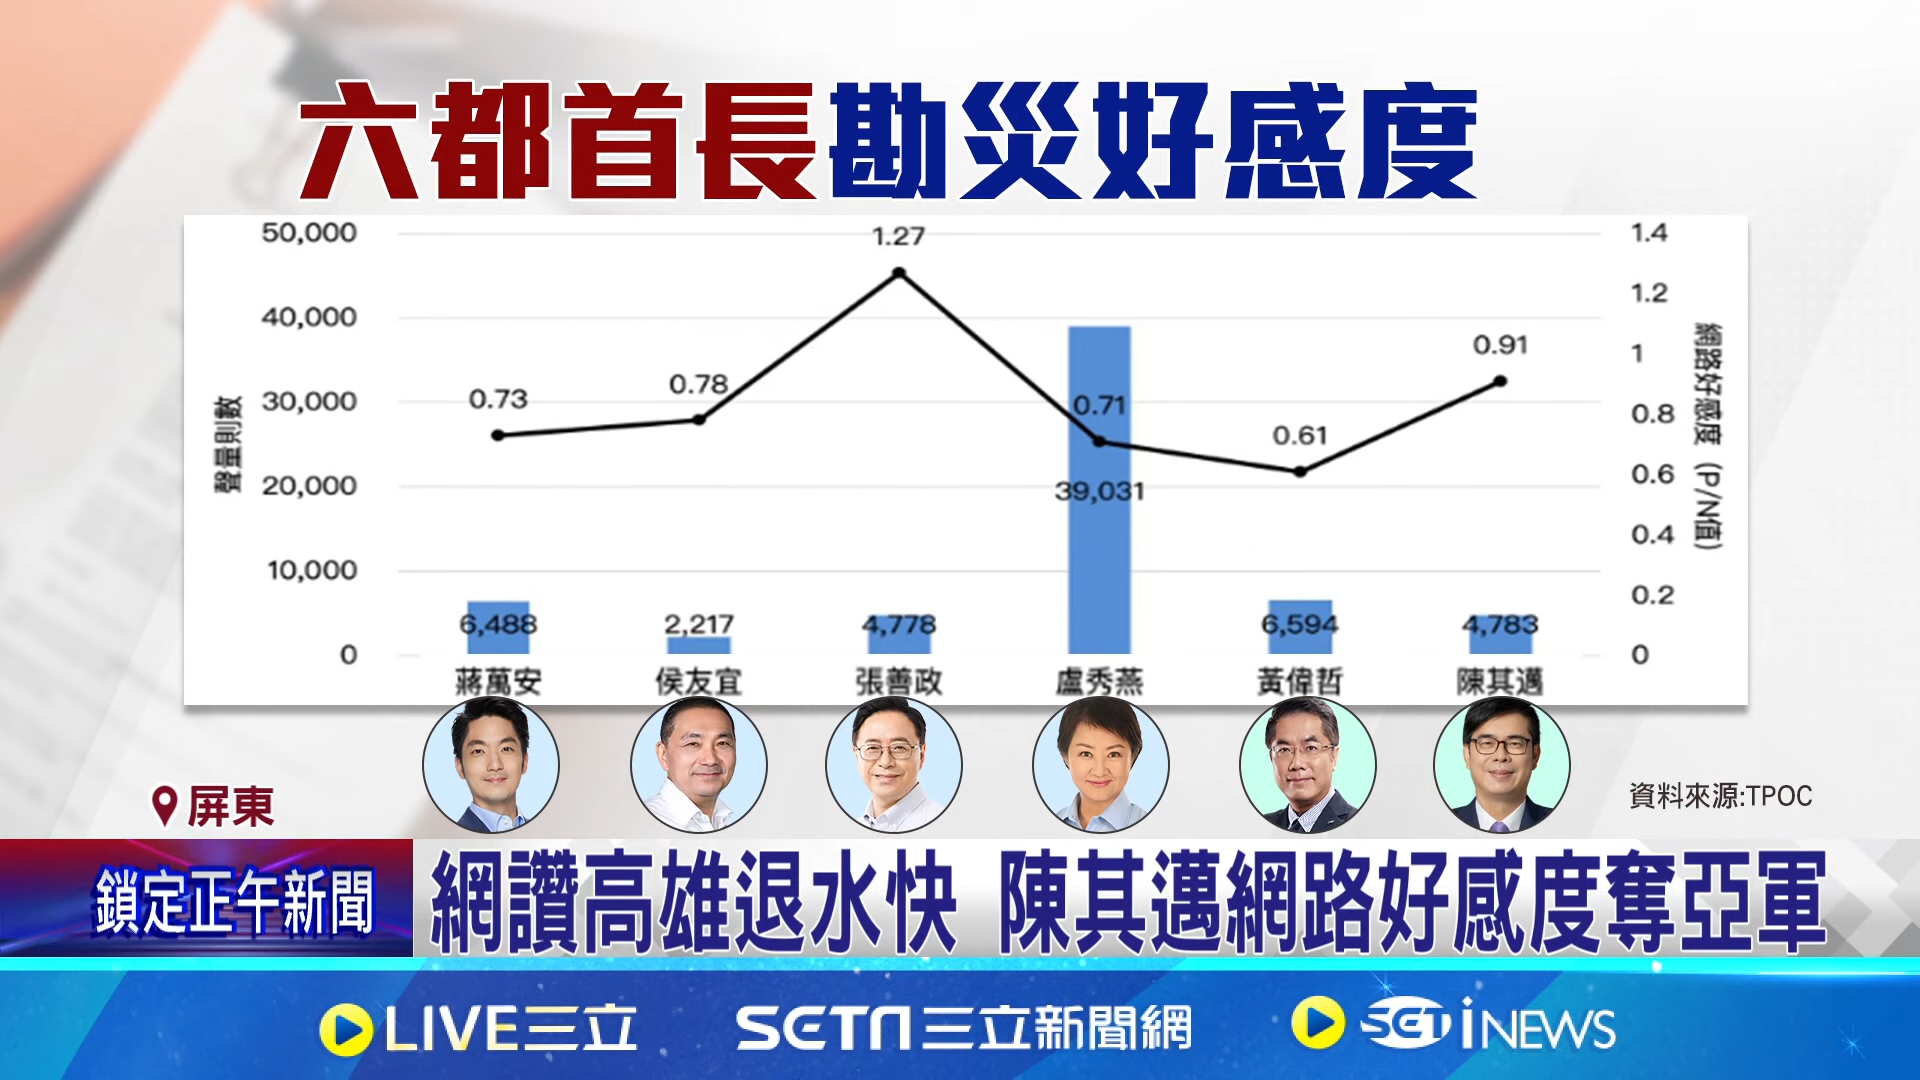 六都首長勘災好感度
50,000
40,000
30,000
20,000
10,000
0
聲量則數
1.4
1.2
1
0.8
0.6
0.4
0.2
0
網路好感度（P/N值）
0.73
0.78
1.27
0.71
0.61
0.91
6,488
2,217
4,778
39,031
6,594
4,783
蔣萬安
侯友宜
張善政
盧秀燕
黃偉哲
陳其邁
屏東
資料來源:TPOC
鎖定正午新聞
網讚高雄退水快 陳其邁網路好感度奪亞軍
LIVE三立
SETN三立新聞網
SET iNEWS